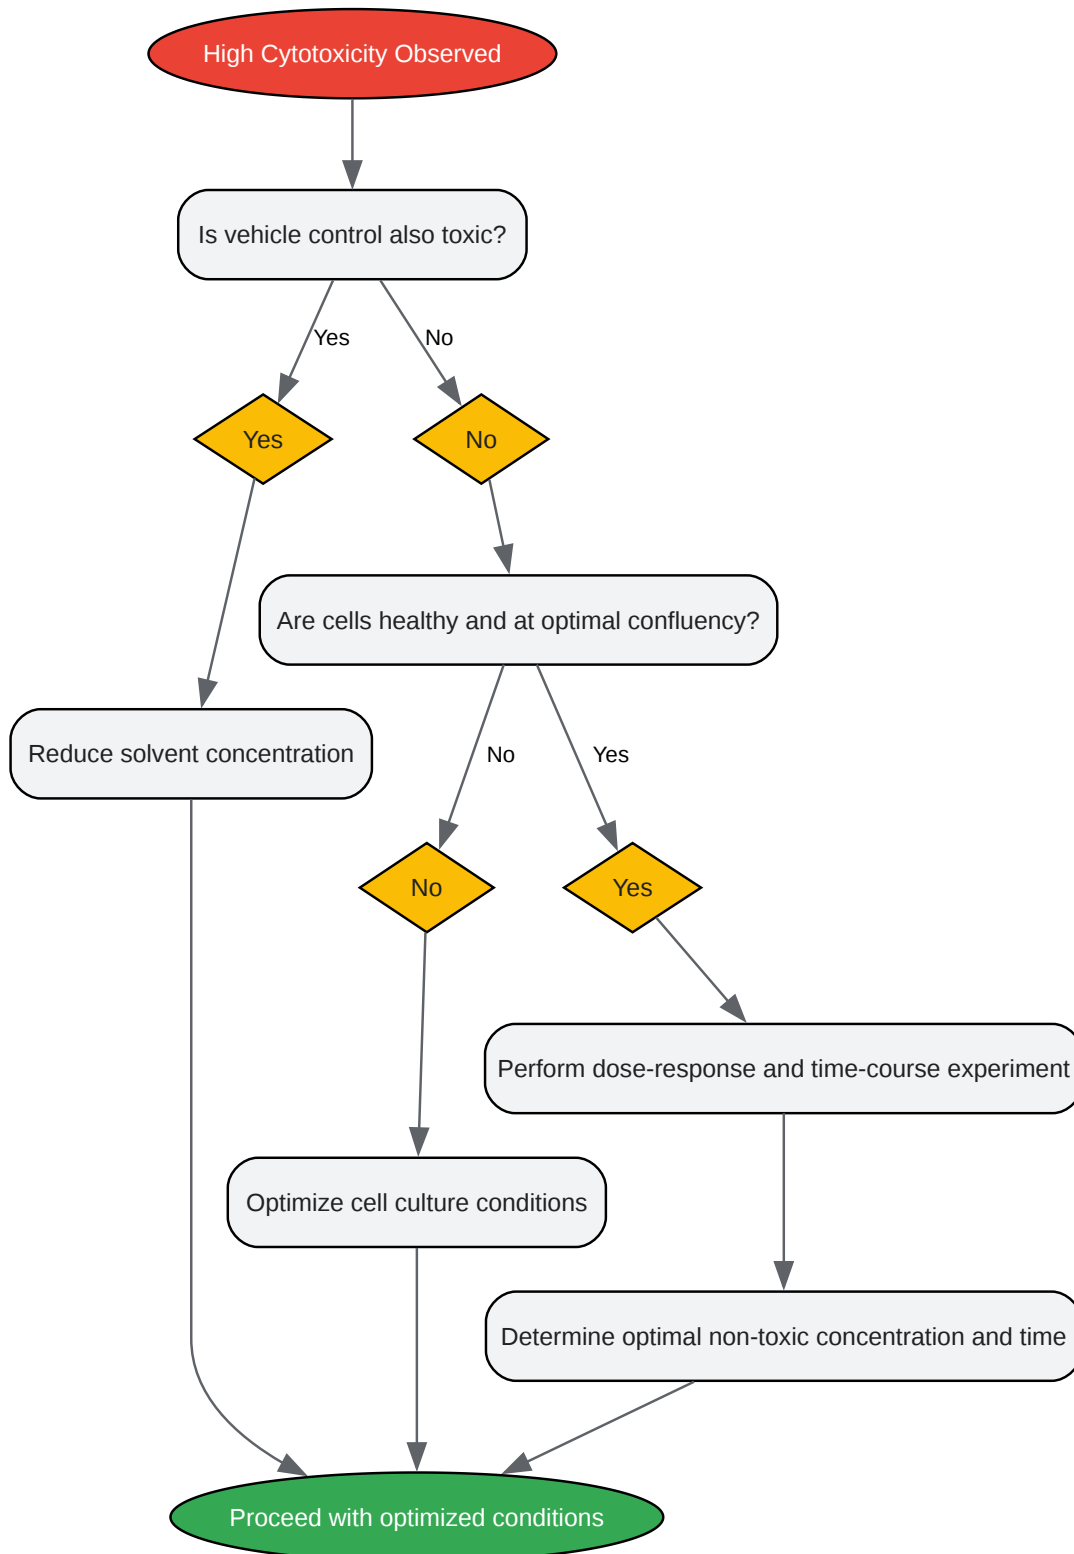 High Cytotoxicity Observed
Is vehicle control also toxic?
Yes
No
Yes
No
Are cells healthy and at optimal confluency?
Reduce solvent concentration
No
Yes
No
Yes
Perform dose-response and time-course experiment
Optimize cell culture conditions
Determine optimal non-toxic concentration and time
Proceed with optimized conditions